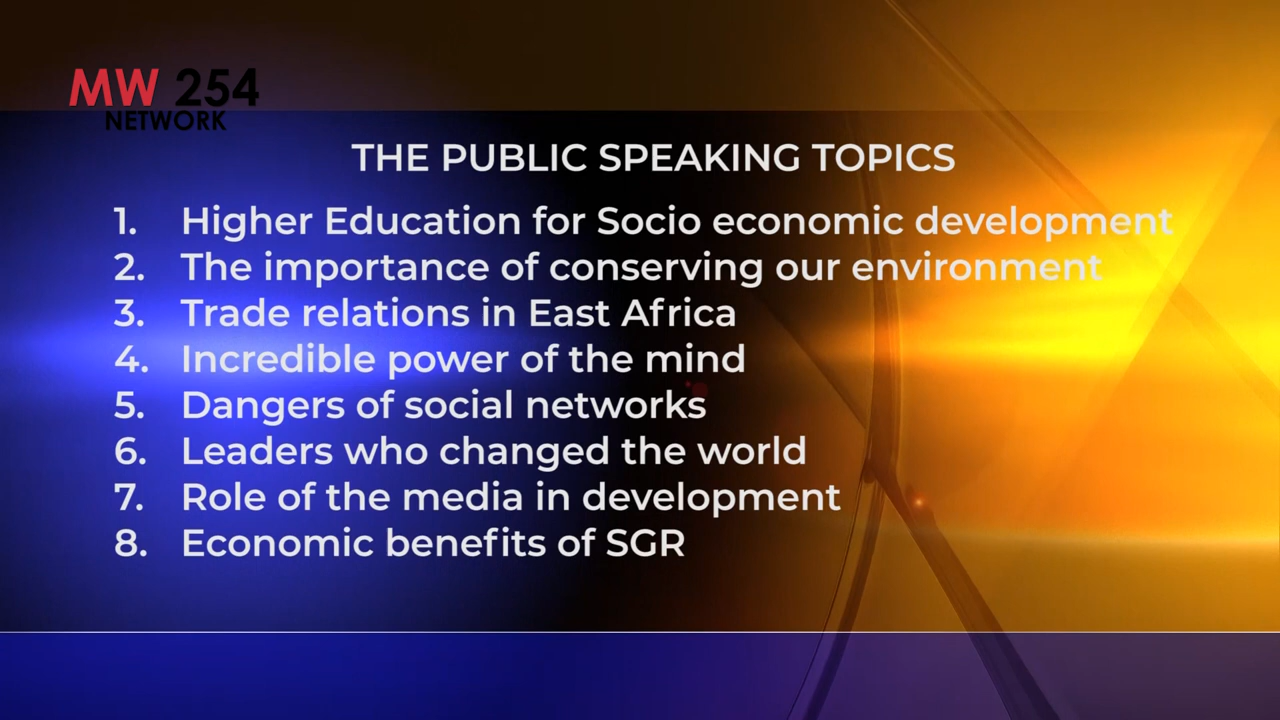 MW 254
NETWORK
THE PUBLIC SPEAKING TOPICS
1. Higher Education for Socio economic development
2. The importance of conserving our environment
3. Trade relations in East Africa
4. Incredible power of the mind
5. Dangers of social networks
6. Leaders who changed the world
7. Role of the media in development
8. Economic benefits of SGR